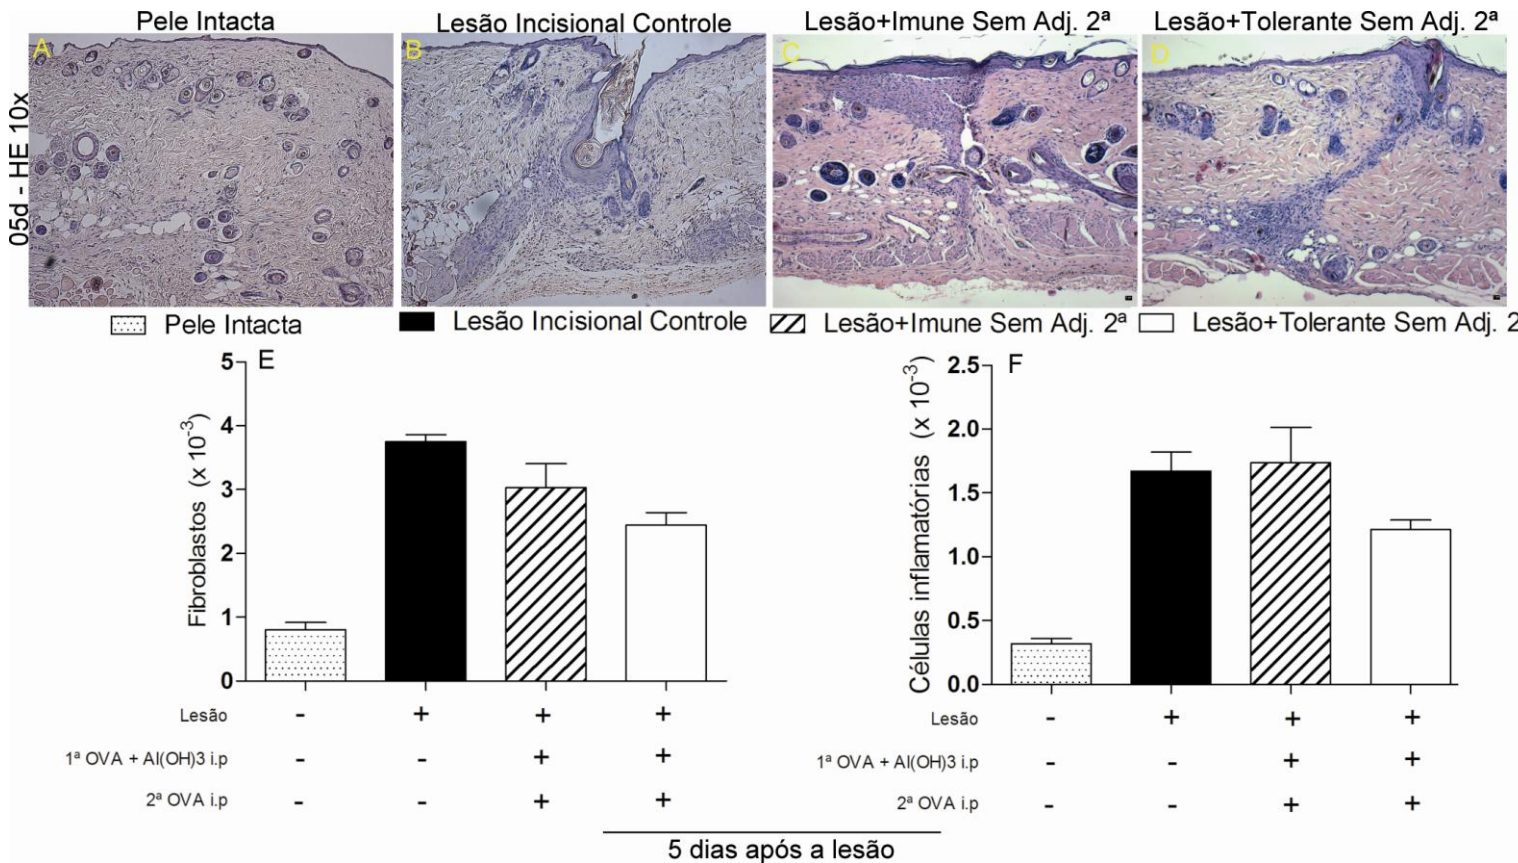 Pele Intacta Lesão Incisional Controle Lesão+Imune Sem Adj. 2ª Lesão+Tolerante Sem Adj. 2ª
A B C D
05d - HE 10x
Pele Intacta Lesão Incisional Controle Lesão+Imune Sem Adj. 2ª Lesão+Tolerante Sem Adj. 2
E
Fibroblastos (x 10⁻³)
5
4
3
2
1
0
Lesão - + + +
1ª OVA + Al(OH)3 i.p - - + +
2ª OVA i.p - - + +
F
Células inflamatórias (x 10⁻³)
2.5
2.0
1.5
1.0
0.5
0.0
Lesão - + + +
1ª OVA + Al(OH)3 i.p - - + +
2ª OVA i.p - - + +
5 dias após a lesão